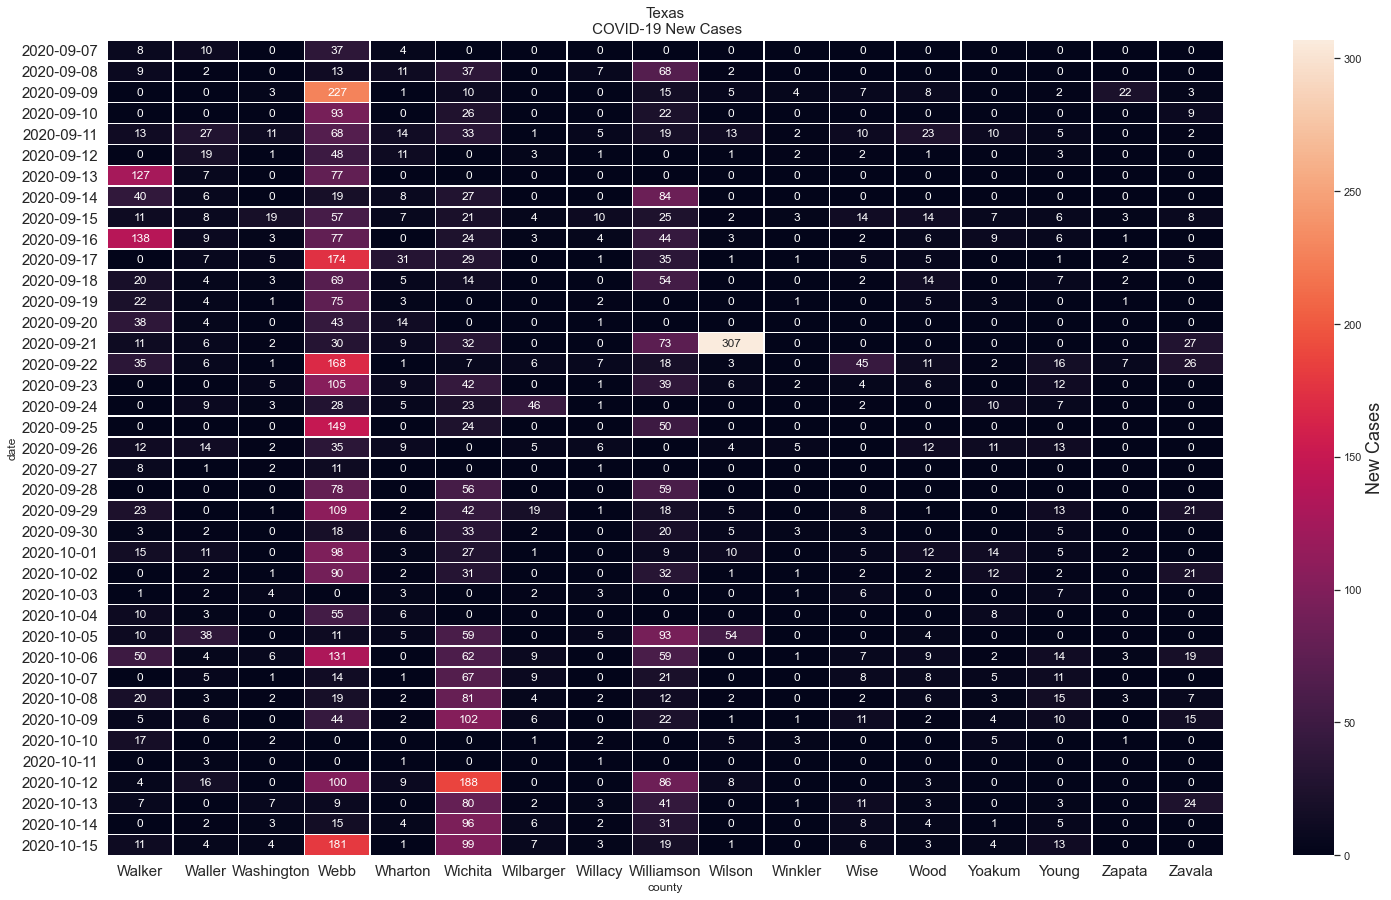 Texas
COVID-19 New Cases
2020-09-07 8 10 0 37 4 0 0 0 0 0 0 0 0 0 0 0 0
2020-09-08 9 2 0 13 11 37 0 7 68 2 0 0 0 0 0 0 0
2020-09-09 0 0 3 227 1 10 0 0 15 5 4 7 8 0 2 22 3
2020-09-10 0 0 0 93 0 26 0 0 22 0 0 0 0 0 0 0 9
2020-09-11 13 27 11 68 14 33 1 5 19 13 2 10 23 10 5 0 2
2020-09-12 0 19 1 48 11 0 3 1 0 1 2 2 1 0 3 0 0
2020-09-13 127 7 0 77 0 0 0 0 0 0 0 0 0 0 0 0 0
2020-09-14 40 6 0 19 8 27 0 0 84 0 0 0 0 0 0 0 0
2020-09-15 11 8 19 57 7 21 4 10 25 2 3 14 14 7 6 3 8
2020-09-16 138 9 3 77 0 24 3 4 44 3 0 2 6 9 6 1 0
2020-09-17 0 7 5 174 31 29 0 1 35 1 1 5 5 0 1 2 5
2020-09-18 20 4 3 69 5 14 0 0 54 0 0 2 14 0 7 2 0
2020-09-19 22 4 1 75 3 0 0 2 0 0 1 0 5 3 0 1 0
2020-09-20 38 4 0 43 14 0 0 1 0 0 0 0 0 0 0 0 0
2020-09-21 11 6 2 30 9 32 0 0 73 307 0 0 0 0 0 0 27
2020-09-22 35 6 1 168 1 7 6 7 18 3 0 45 11 2 16 7 26
2020-09-23 0 0 5 105 9 42 0 1 39 6 2 4 6 0 12 0 0
2020-09-24 0 9 3 28 5 23 46 1 0 0 0 2 0 10 7 0 0
2020-09-25 0 0 0 149 0 24 0 0 50 0 0 0 0 0 0 0 0
2020-09-26 12 14 2 35 9 0 5 6 0 4 5 0 12 11 13 0 0
2020-09-27 8 1 2 11 0 0 0 1 0 0 0 0 0 0 0 0 0
2020-09-28 0 0 0 78 0 56 0 0 59 0 0 0 0 0 0 0 0
2020-09-29 23 0 1 109 2 42 19 1 18 5 0 8 1 0 13 0 21
2020-09-30 3 2 0 18 6 33 2 0 20 5 3 3 0 0 5 0 0
2020-10-01 15 11 0 98 3 27 1 0 9 10 0 5 12 14 5 2 0
2020-10-02 0 2 1 90 2 31 0 0 32 1 1 2 2 12 2 0 21
2020-10-03 1 2 4 0 3 0 2 3 0 0 1 6 0 0 7 0 0
2020-10-04 10 3 0 55 6 0 0 0 0 0 0 0 0 8 0 0 0
2020-10-05 10 38 0 11 5 59 0 5 93 54 0 0 4 0 0 0 0
2020-10-06 50 4 6 131 0 62 9 0 59 0 1 7 9 2 14 3 19
2020-10-07 0 5 1 14 1 67 9 0 21 0 0 8 8 5 11 0 0
2020-10-08 20 3 2 19 2 81 4 2 12 2 0 2 6 3 15 3 7
2020-10-09 5 6 0 44 2 102 6 0 22 1 1 11 2 4 10 0 15
2020-10-10 17 0 2 0 0 0 1 2 0 5 3 0 0 5 0 1 0
2020-10-11 0 3 0 0 1 0 0 1 0 0 0 0 0 0 0 0 0
2020-10-12 4 16 0 100 9 188 0 0 86 8 0 0 3 0 0 0 0
2020-10-13 7 0 7 9 0 80 2 3 41 0 1 11 3 0 3 0 24
2020-10-14 0 2 3 15 4 96 6 2 31 0 0 8 4 1 5 0 0
2020-10-15 11 4 4 181 1 99 7 3 19 1 0 6 3 4 13 0 0
Walker Waller Washington Webb Wharton Wichita Wilbarger Willacy Williamson Wilson Winkler Wise Wood Yoakum Young Zapata Zavala
county
date
300
250
200
150
100
50
0
New Cases